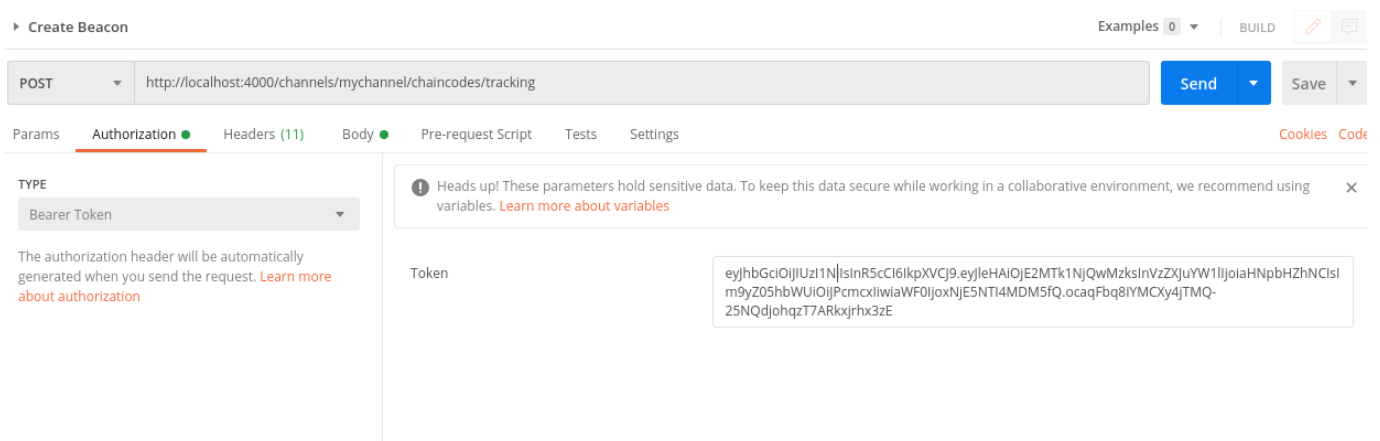 Create Beacon
Examples 0
BUILD
POST
http://localhost:4000/channels/mychannel/chaincodes/tracking
Send
Save
Params
Authorization
Headers (11)
Body
Pre-request Script
Tests
Settings
Cookies
Code
TYPE
Bearer Token
The authorization header will be automatically
generated when you send the request. Learn more
about authorization
Heads up! These parameters hold sensitive data. To keep this data secure while working in a collaborative environment, we recommend using
variables. Learn more about variables
Token
eyJhbGciOiJIUzI1NiIsInR5cCI6IkpXVCJ9.eyJleHAiOjE2MTk1NjQwMzksInVzZXJuYW1lIjoiaHNpbHZhNCIsI
m9yZ05hbWUiOiJPcmcxIiwiaWF0IjoxNjE5NTI4MDM5fQ.ocaqFbq8IYMCXy4jTMQ-
25NQdjohqzT7ARkxjrhx3zE